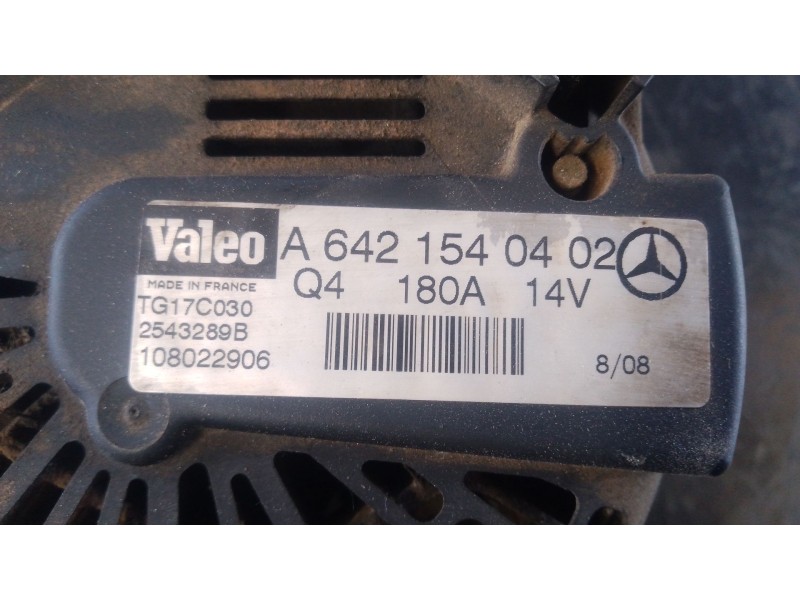 Valeo A 642 154 04 02
MADE IN FRANCE Q4 180A 14V
TG17C030
2543289B
108022906 8/08